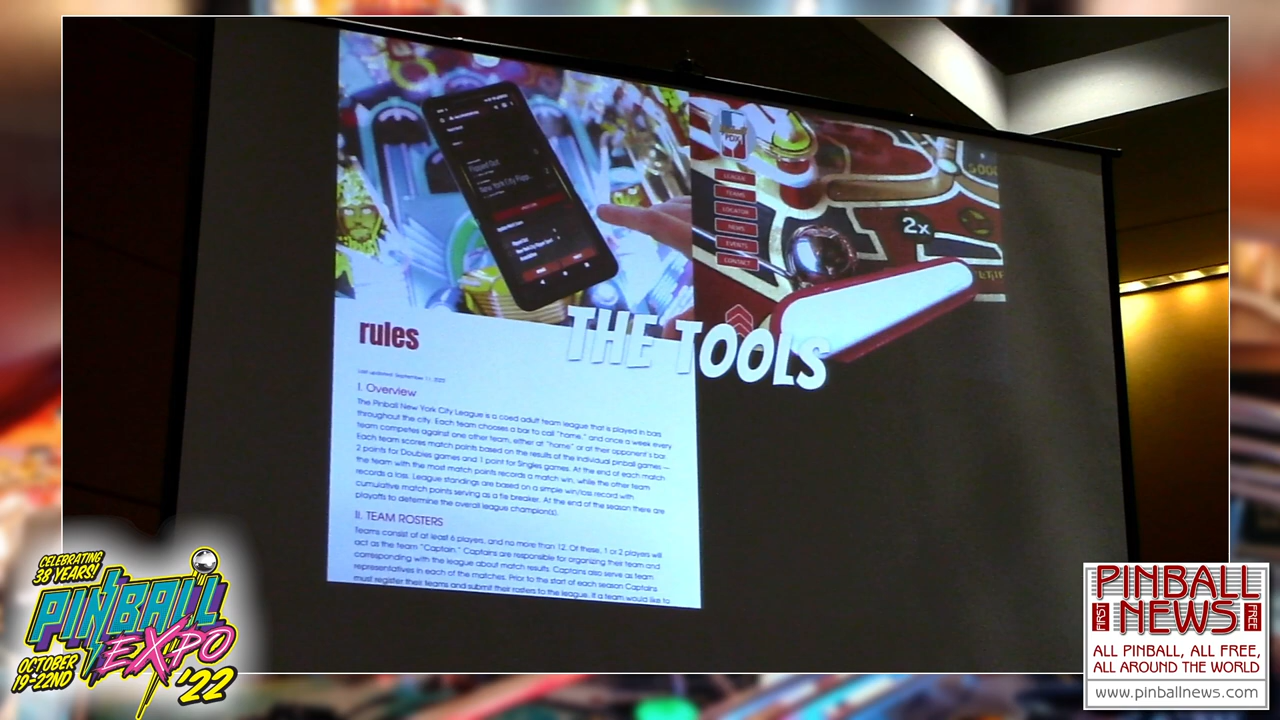 PDX
LEAGUE
TEAMS
LOCATOR
NEWS
EVENTS
CONTACT
2x
Flipped Out
New York City Flipp...
THE TOOLS
rules
Last updated: September 11, 2022
I. Overview
The Pinball New York City League is a coed adult team league that is played in bars
throughout the city. Each team chooses a bar to call "home," and once a week every
team competes against one other team, either at "home" or at their opponent's bar.
Each team scores match points based on the results of the individual pinball games —
2 points for Doubles games and 1 point for Singles games. At the end of each match
the team with the most match points records a match win, while the other team
records a loss. League standings are based on a simple win/loss record with
cumulative match points serving as a tie breaker. At the end of the season there are
playoffs to determine the overall league champion(s).
II. TEAM ROSTERS
Teams consist of at least 6 players, and no more than 12. Of these, 1 or 2 players will
act as the team "Captain." Captains are responsible for organizing their team and
corresponding with the league about match results. Captains also serve as team
representatives in each of the matches. Prior to the start of each season Captains
must register their teams and submit their rosters to the league. If a team would like to
CELEBRATING
38 YEARS!
PINBALL
EXPO
OCTOBER
19-22ND
'22
PINBALL
FIRST
NEWS
FREE
ALL PINBALL, ALL FREE,
ALL AROUND THE WORLD
www.pinballnews.com